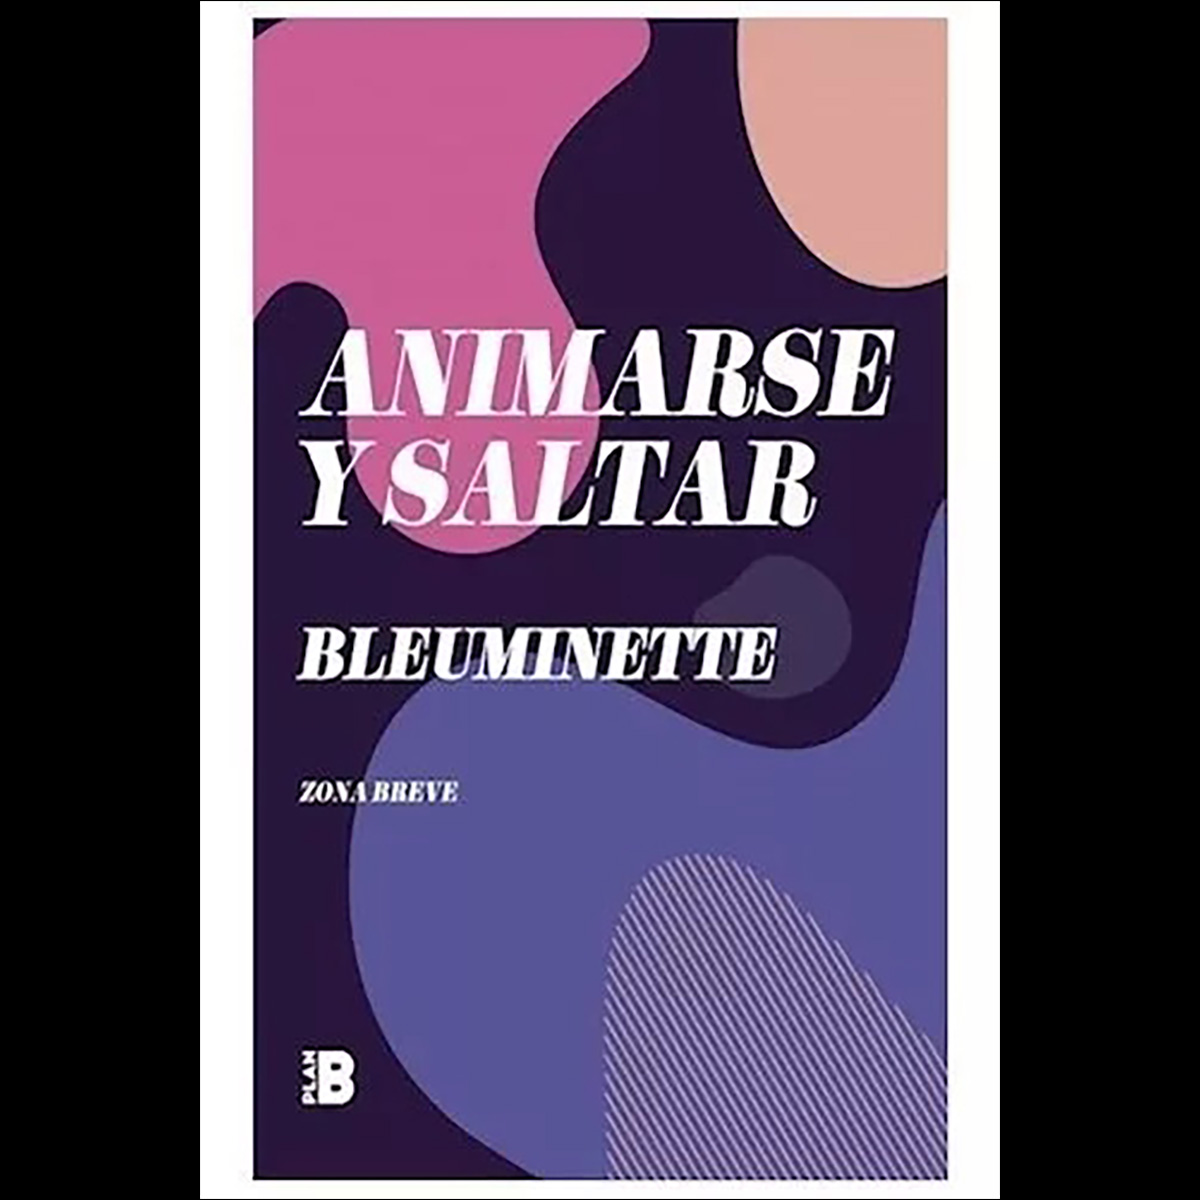 ANIMARSE
Y SALTAR
BLEUMINETTE
ZONA BREVE
PLAN B